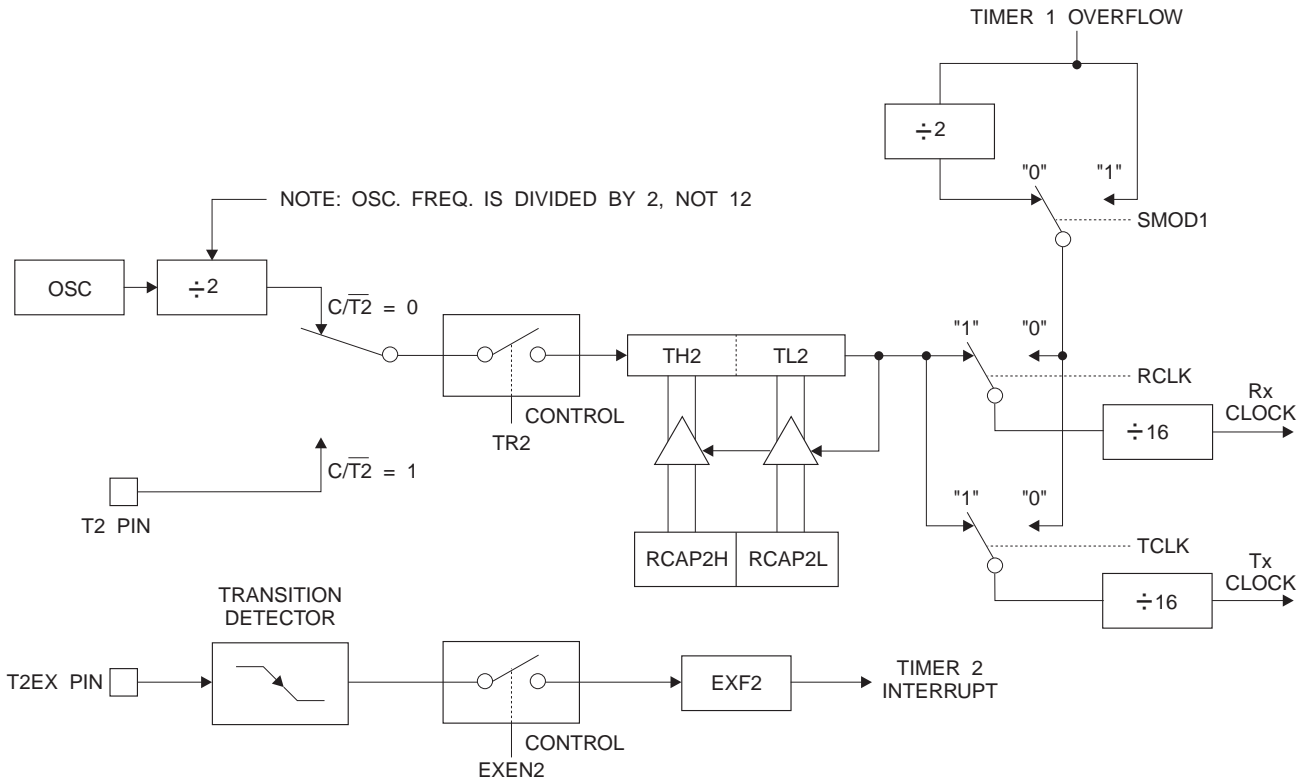 TIMER 1 OVERFLOW
÷2
"0" "1"
NOTE: OSC. FREQ. IS DIVIDED BY 2, NOT 12
SMOD1
OSC
÷2
C/T2̅ = 0
"1" "0"
TH2 TL2
RCLK
Rx
CLOCK
CONTROL
TR2
÷16
C/T2̅ = 1
T2 PIN
"1" "0"
TCLK
RCAP2H RCAP2L
Tx
CLOCK
÷16
TRANSITION
DETECTOR
T2EX PIN
EXF2
TIMER 2
INTERRUPT
CONTROL
EXEN2